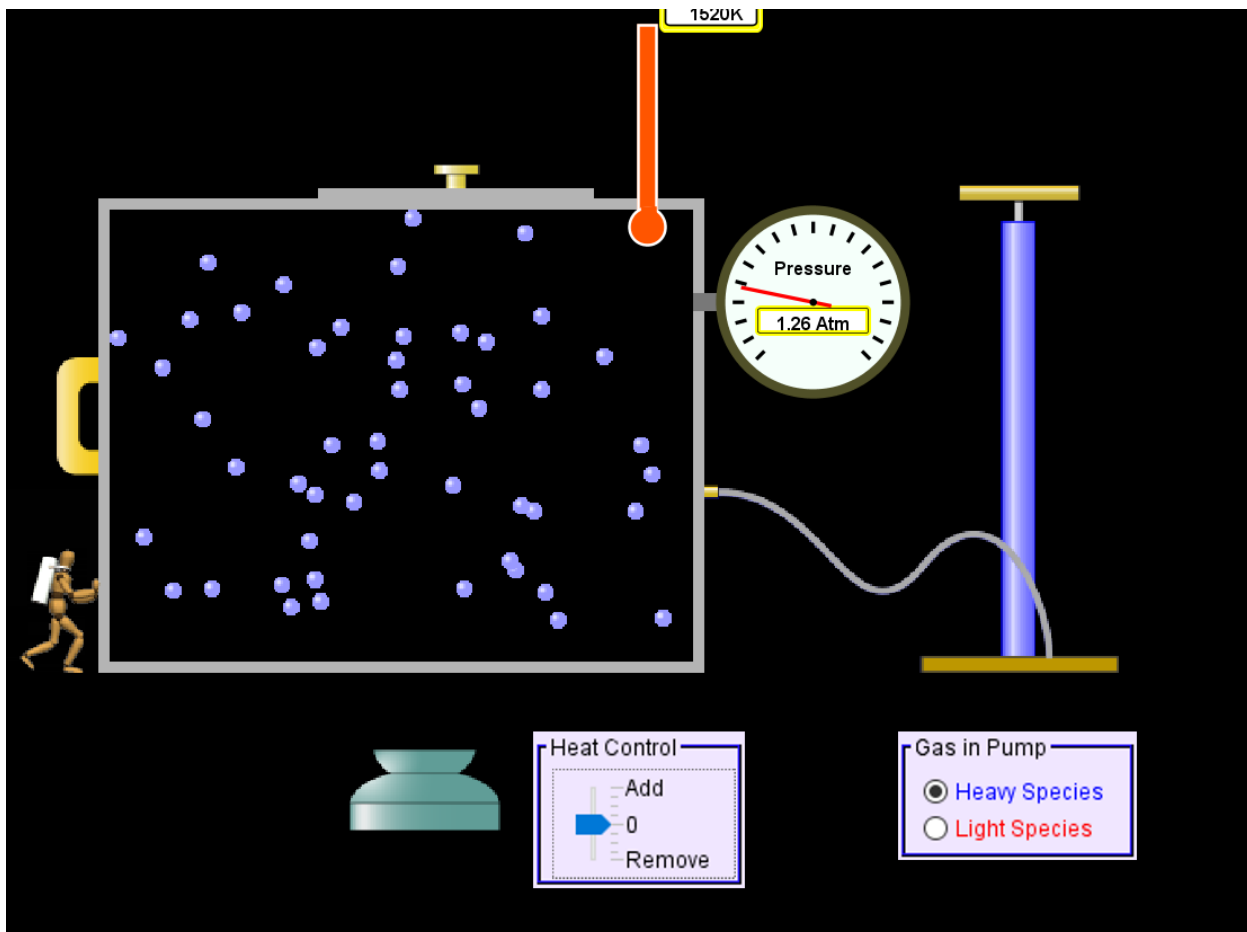 1520K
Pressure
1.26 Atm
Heat Control
Add
0
Remove
Gas in Pump
Heavy Species
Light Species